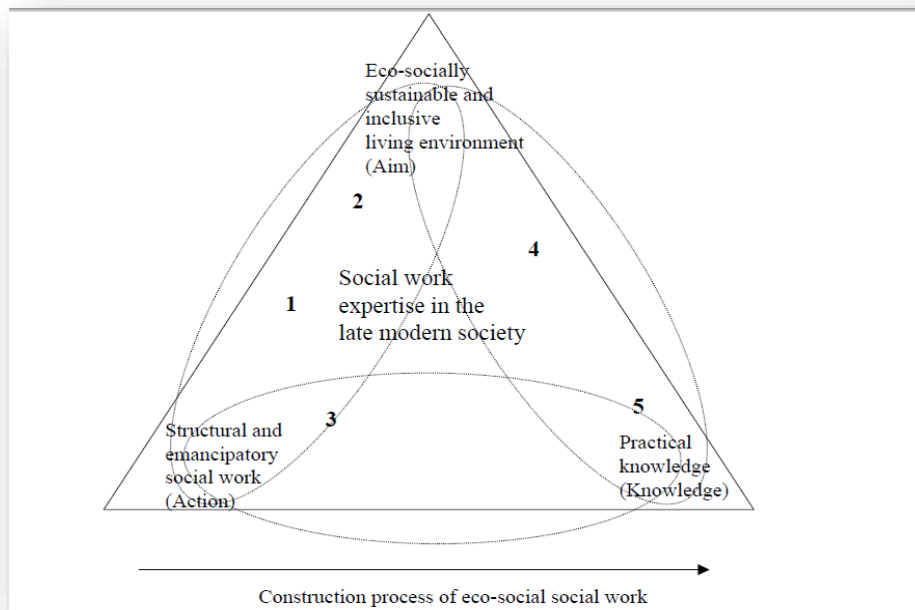 Eco-socially
sustainable and
inclusive
living environment
(Aim)
2
4
Social work
expertise in the
late modern society
1
5
3
Structural and
emancipatory
social work
(Action)
Practical
knowledge
(Knowledge)
Construction process of eco-social social work